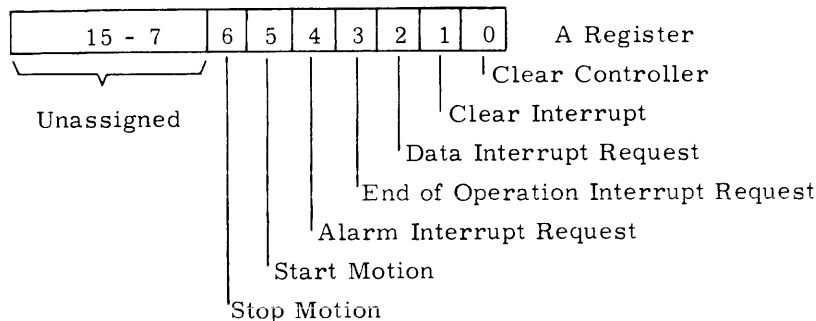 15 - 7 6 5 4 3 2 1 0 A Register
Clear Controller
Unassigned
Clear Interrupt
Data Interrupt Request
End of Operation Interrupt Request
Alarm Interrupt Request
Start Motion
Stop Motion